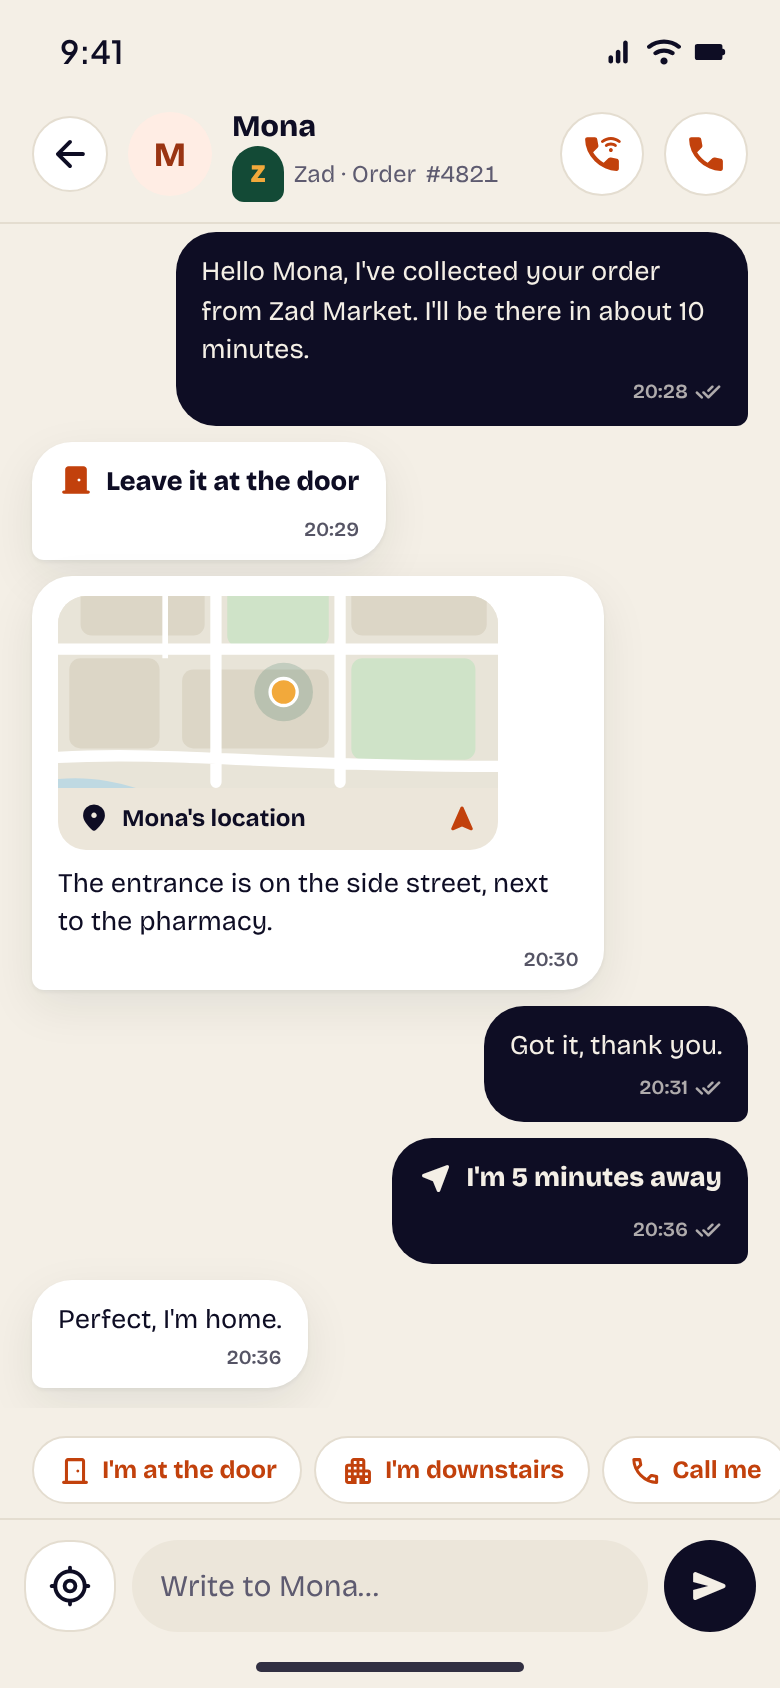 9:41
M
Mona
Z
Zad · Order #4821
Hello Mona, I've collected your order
from Zad Market. I'll be there in about 10
minutes.
20:28
Leave it at the door
20:29
Mona's location
The entrance is on the side street, next
to the pharmacy.
20:30
Got it, thank you.
20:31
I'm 5 minutes away
20:36
Perfect, I'm home.
20:36
I'm at the door
I'm downstairs
Call me
Write to Mona...